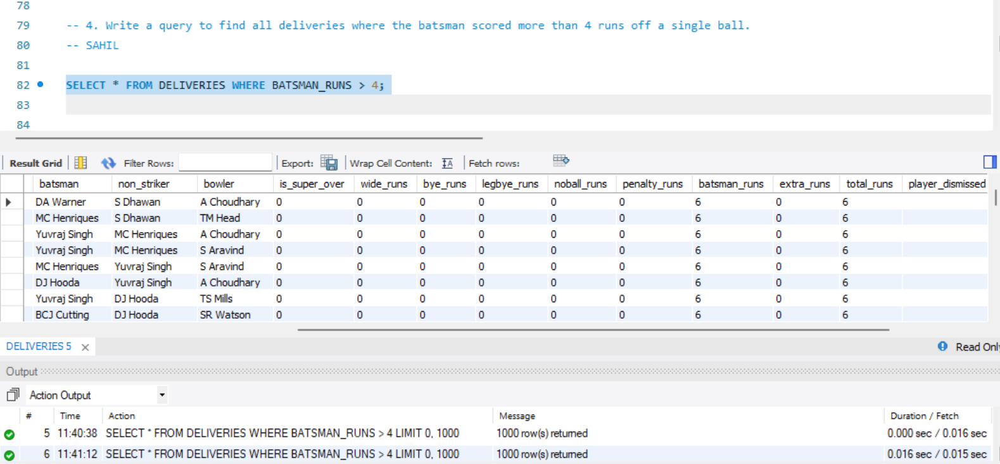 78
79 -- 4. Write a query to find all deliveries where the batsman scored more than 4 runs off a single ball.
80 -- SAHIL
81
82 SELECT * FROM DELIVERIES WHERE BATSMAN_RUNS > 4;
83
84
Result Grid Filter Rows: Export: Wrap Cell Content: Fetch rows:
batsman non_striker bowler is_super_over wide_runs bye_runs legbye_runs noball_runs penalty_runs batsman_runs extra_runs total_runs player_dismissed
DA Warner S Dhawan A Choudhary 0 0 0 0 0 0 6 0 6
MC Henriques S Dhawan TM Head 0 0 0 0 0 0 6 0 6
Yuvraj Singh MC Henriques A Choudhary 0 0 0 0 0 0 6 0 6
Yuvraj Singh MC Henriques S Aravind 0 0 0 0 0 0 6 0 6
MC Henriques Yuvraj Singh S Aravind 0 0 0 0 0 0 6 0 6
DJ Hooda Yuvraj Singh A Choudhary 0 0 0 0 0 0 6 0 6
Yuvraj Singh DJ Hooda TS Mills 0 0 0 0 0 0 6 0 6
BCJ Cutting DJ Hooda SR Watson 0 0 0 0 0 0 6 0 6
DELIVERIES 5 Read Onl
Output
Action Output
# Time Action Message Duration / Fetch
5 11:40:38 SELECT * FROM DELIVERIES WHERE BATSMAN_RUNS > 4 LIMIT 0, 1000 1000 row(s) returned 0.000 sec / 0.016 sec
6 11:41:12 SELECT * FROM DELIVERIES WHERE BATSMAN_RUNS > 4 LIMIT 0, 1000 1000 row(s) returned 0.016 sec / 0.015 sec